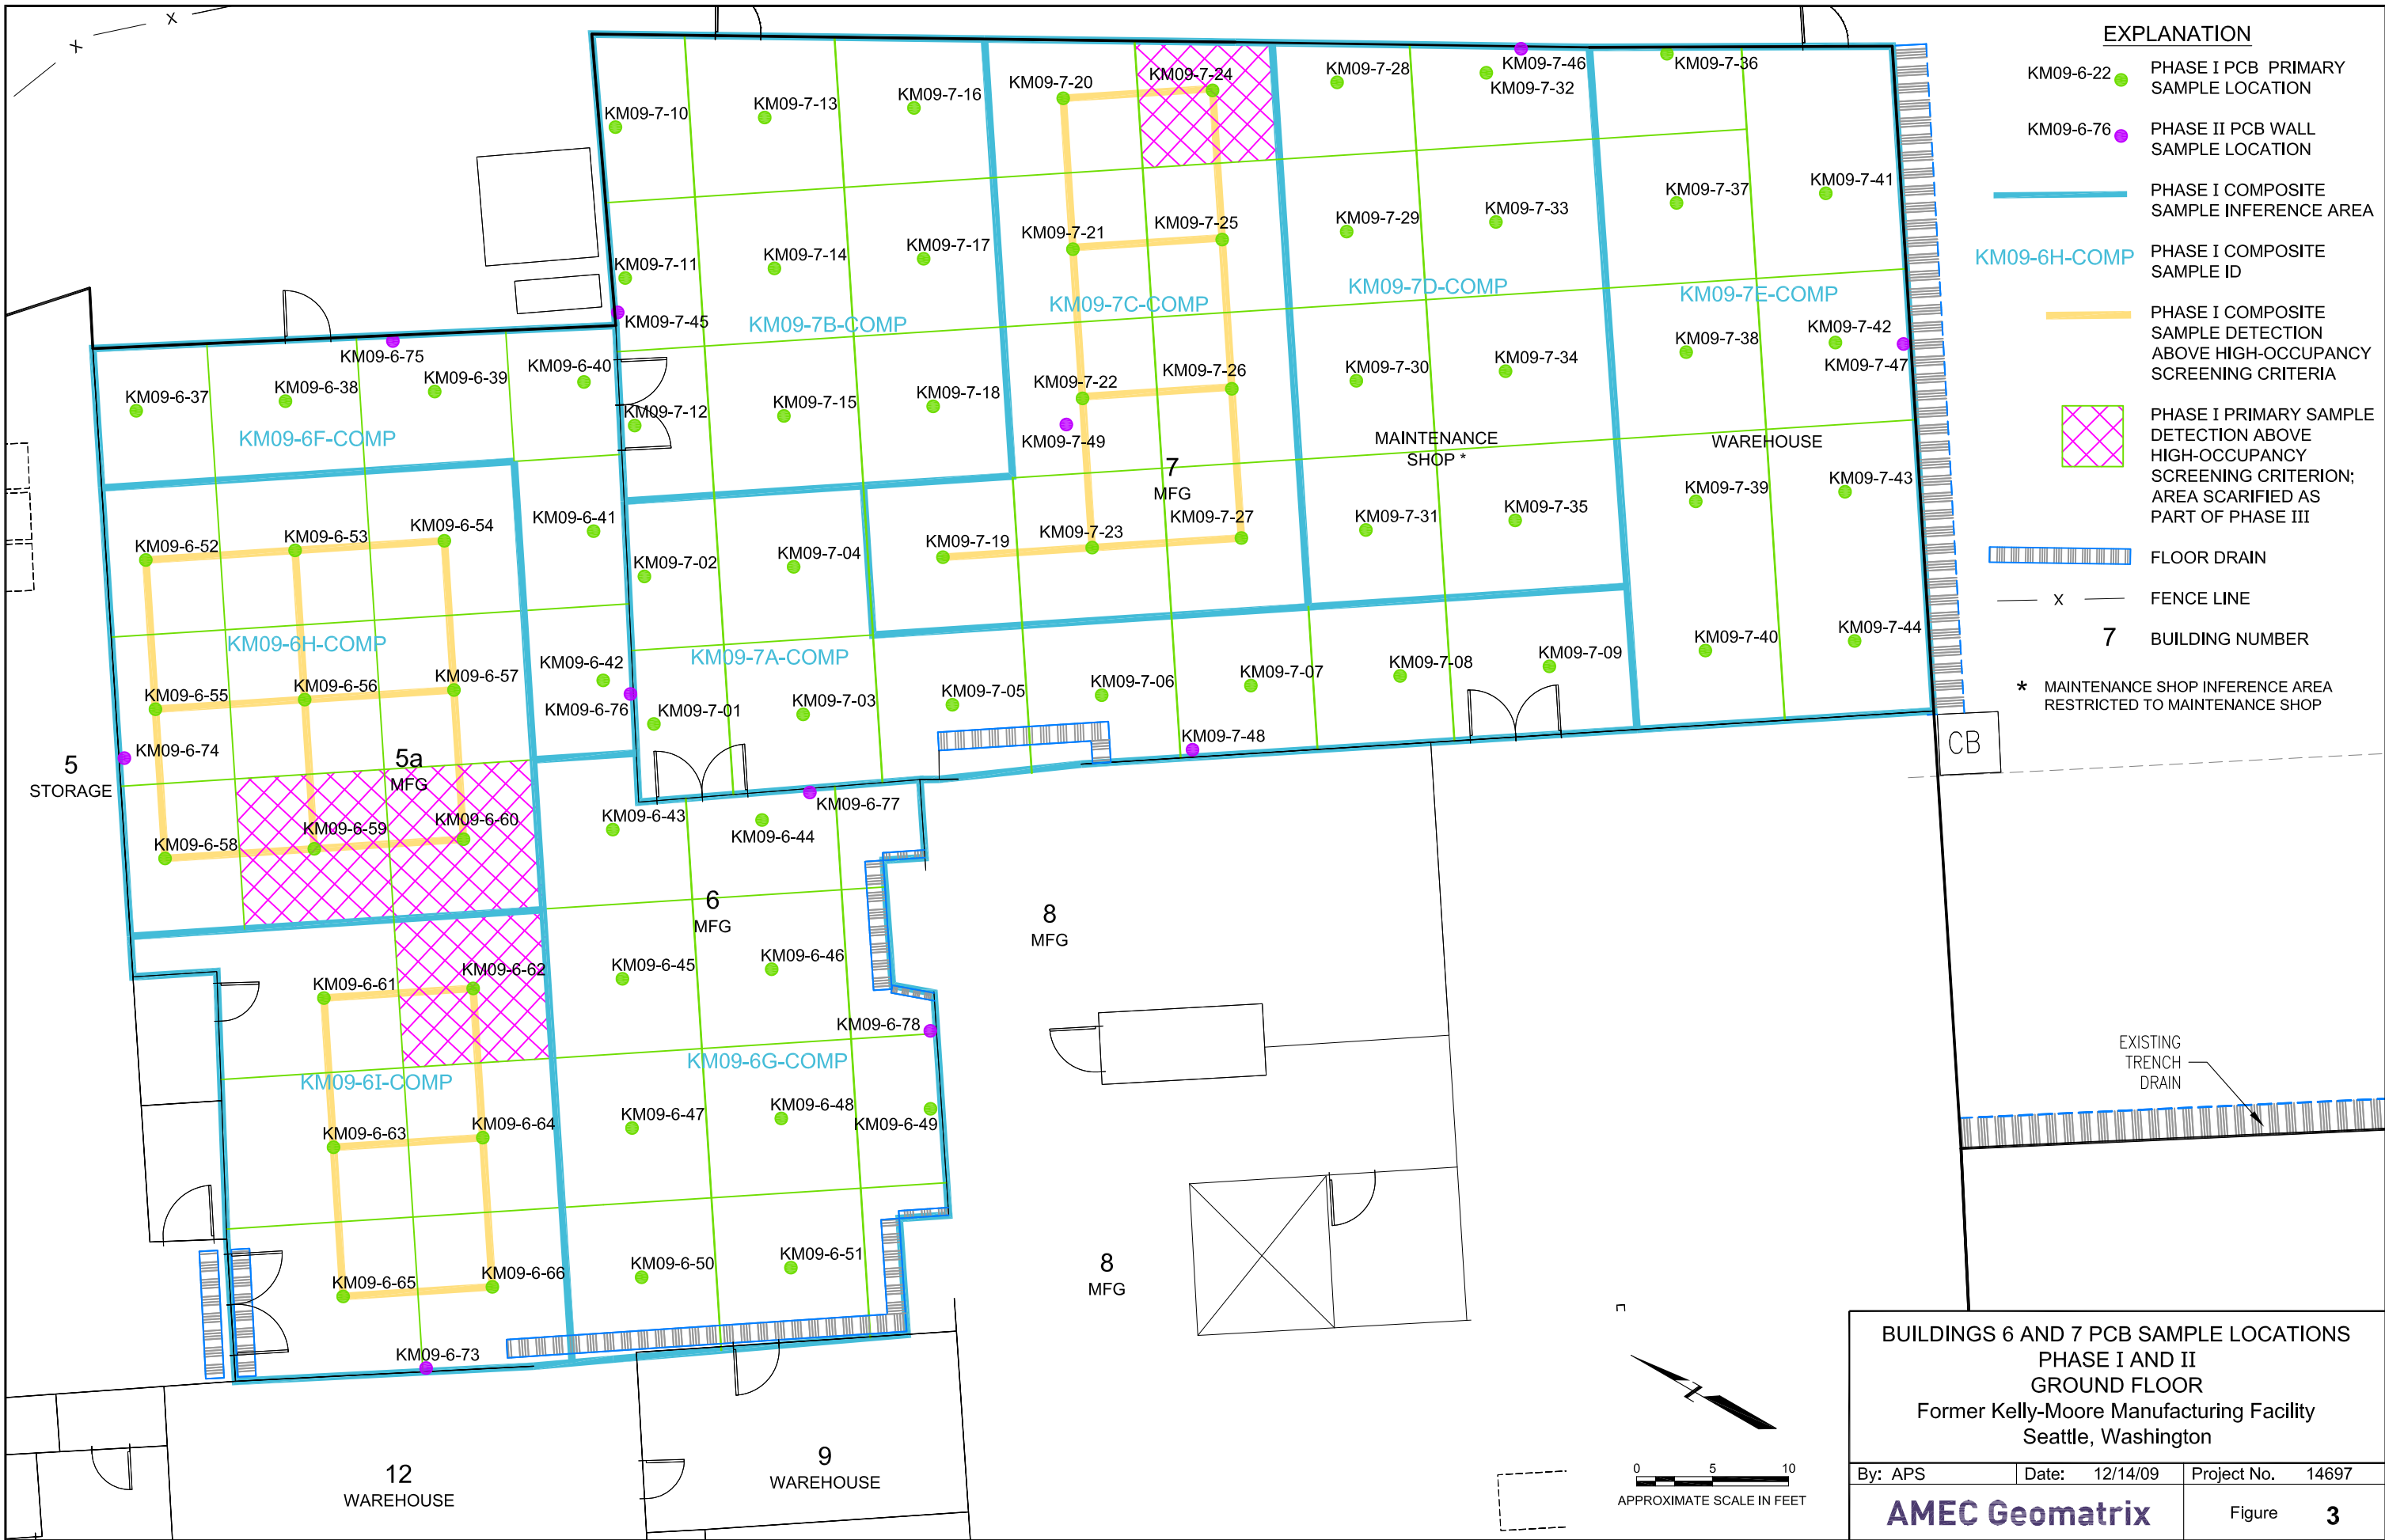 X
X
KM09-7-10
KM09-7-13
KM09-7-16
KM09-7-20
KM09-7-24
KM09-7-28
KM09-7-46
KM09-7-32
KM09-7-36
KM09-7-11
KM09-7-14
KM09-7-17
KM09-7-21
KM09-7-25
KM09-7-29
KM09-7-33
KM09-7-37
KM09-7-41
KM09-7-45
KM09-7B-COMP
KM09-7C-COMP
KM09-7D-COMP
KM09-7E-COMP
KM09-6-75
KM09-6-37
KM09-6-38
KM09-6-39
KM09-6-40
KM09-7-12
KM09-7-15
KM09-7-18
KM09-7-22
KM09-7-26
KM09-7-30
KM09-7-34
KM09-7-38
KM09-7-42
KM09-7-47
KM09-6F-COMP
KM09-7-49
7
MFG
MAINTENANCE
SHOP *
WAREHOUSE
KM09-6-52
KM09-6-53
KM09-6-54
KM09-6-41
KM09-7-02
KM09-7-04
KM09-7-19
KM09-7-23
KM09-7-27
KM09-7-31
KM09-7-35
KM09-7-39
KM09-7-43
KM09-6H-COMP
KM09-7A-COMP
KM09-6-55
KM09-6-56
KM09-6-57
KM09-6-42
KM09-6-76
KM09-7-01
KM09-7-03
KM09-7-05
KM09-7-06
KM09-7-07
KM09-7-08
KM09-7-09
KM09-7-40
KM09-7-44
KM09-7-48
CB
5
STORAGE
KM09-6-74
5a
MFG
KM09-6-58
KM09-6-59
KM09-6-60
KM09-6-43
KM09-6-44
KM09-6-77
6
MFG
8
MFG
KM09-6-61
KM09-6-62
KM09-6-45
KM09-6-46
KM09-6-78
KM09-6I-COMP
KM09-6G-COMP
KM09-6-63
KM09-6-64
KM09-6-47
KM09-6-48
KM09-6-49
KM09-6-65
KM09-6-66
KM09-6-50
KM09-6-51
8
MFG
KM09-6-73
12
WAREHOUSE
9
WAREHOUSE
EXISTING
TRENCH
DRAIN
Z
0 5 10
APPROXIMATE SCALE IN FEET
EXPLANATION
KM09-6-22 PHASE I PCB PRIMARY
SAMPLE LOCATION
KM09-6-76 PHASE II PCB WALL
SAMPLE LOCATION
PHASE I COMPOSITE
SAMPLE INFERENCE AREA
KM09-6H-COMP PHASE I COMPOSITE
SAMPLE ID
PHASE I COMPOSITE
SAMPLE DETECTION
ABOVE HIGH-OCCUPANCY
SCREENING CRITERIA
PHASE I PRIMARY SAMPLE
DETECTION ABOVE
HIGH-OCCUPANCY
SCREENING CRITERION;
AREA SCARIFIED AS
PART OF PHASE III
FLOOR DRAIN
X FENCE LINE
7 BUILDING NUMBER
* MAINTENANCE SHOP INFERENCE AREA
RESTRICTED TO MAINTENANCE SHOP
BUILDINGS 6 AND 7 PCB SAMPLE LOCATIONS
PHASE I AND II
GROUND FLOOR
Former Kelly-Moore Manufacturing Facility
Seattle, Washington
By: APS Date: 12/14/09 Project No. 14697
AMEC Geomatrix Figure 3